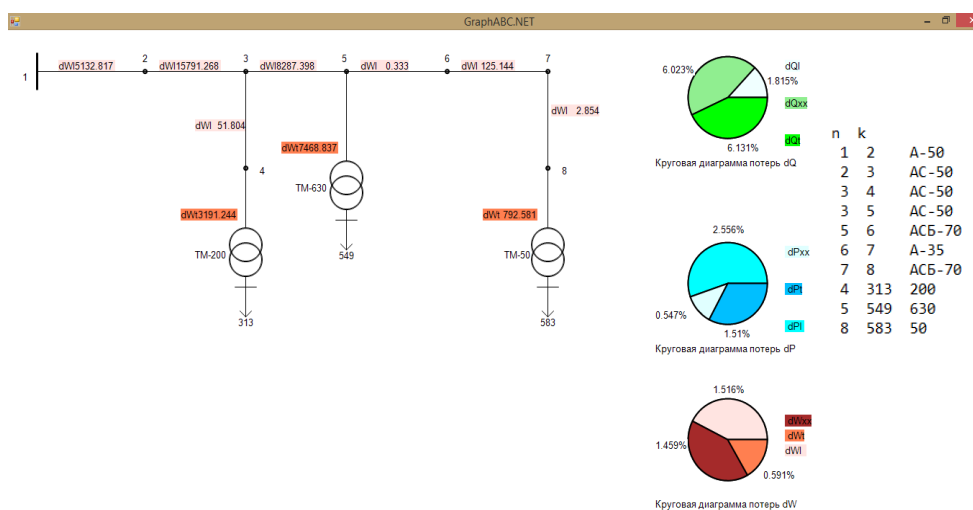 GraphABC.NET
1
dWl5132.817
2
dWl15791.268
3
dWl8287.398
5
dWl 0.333
6
dWl 125.144
7
dWl 51.804
4
dWt7468.837
TM-630
549
dWl 2.854
8
dWt3191.244
TM-200
313
dWt 792.581
TM-50
583
6.023%
dQl
1.815%
dQxx
dQt
6.131%
Круговая диаграмма потерь dQ
2.556%
dPxx
dPt
0.547%
dPl
1.51%
Круговая диаграмма потерь dP
1.516%
dWxx
dWt
1.459%
dWl
0.591%
Круговая диаграмма потерь dW
n k
1 2 А-50
2 3 АС-50
3 4 АС-50
3 5 АС-50
5 6 АСБ-70
6 7 А-35
7 8 АСБ-70
4 313 200
5 549 630
8 583 50